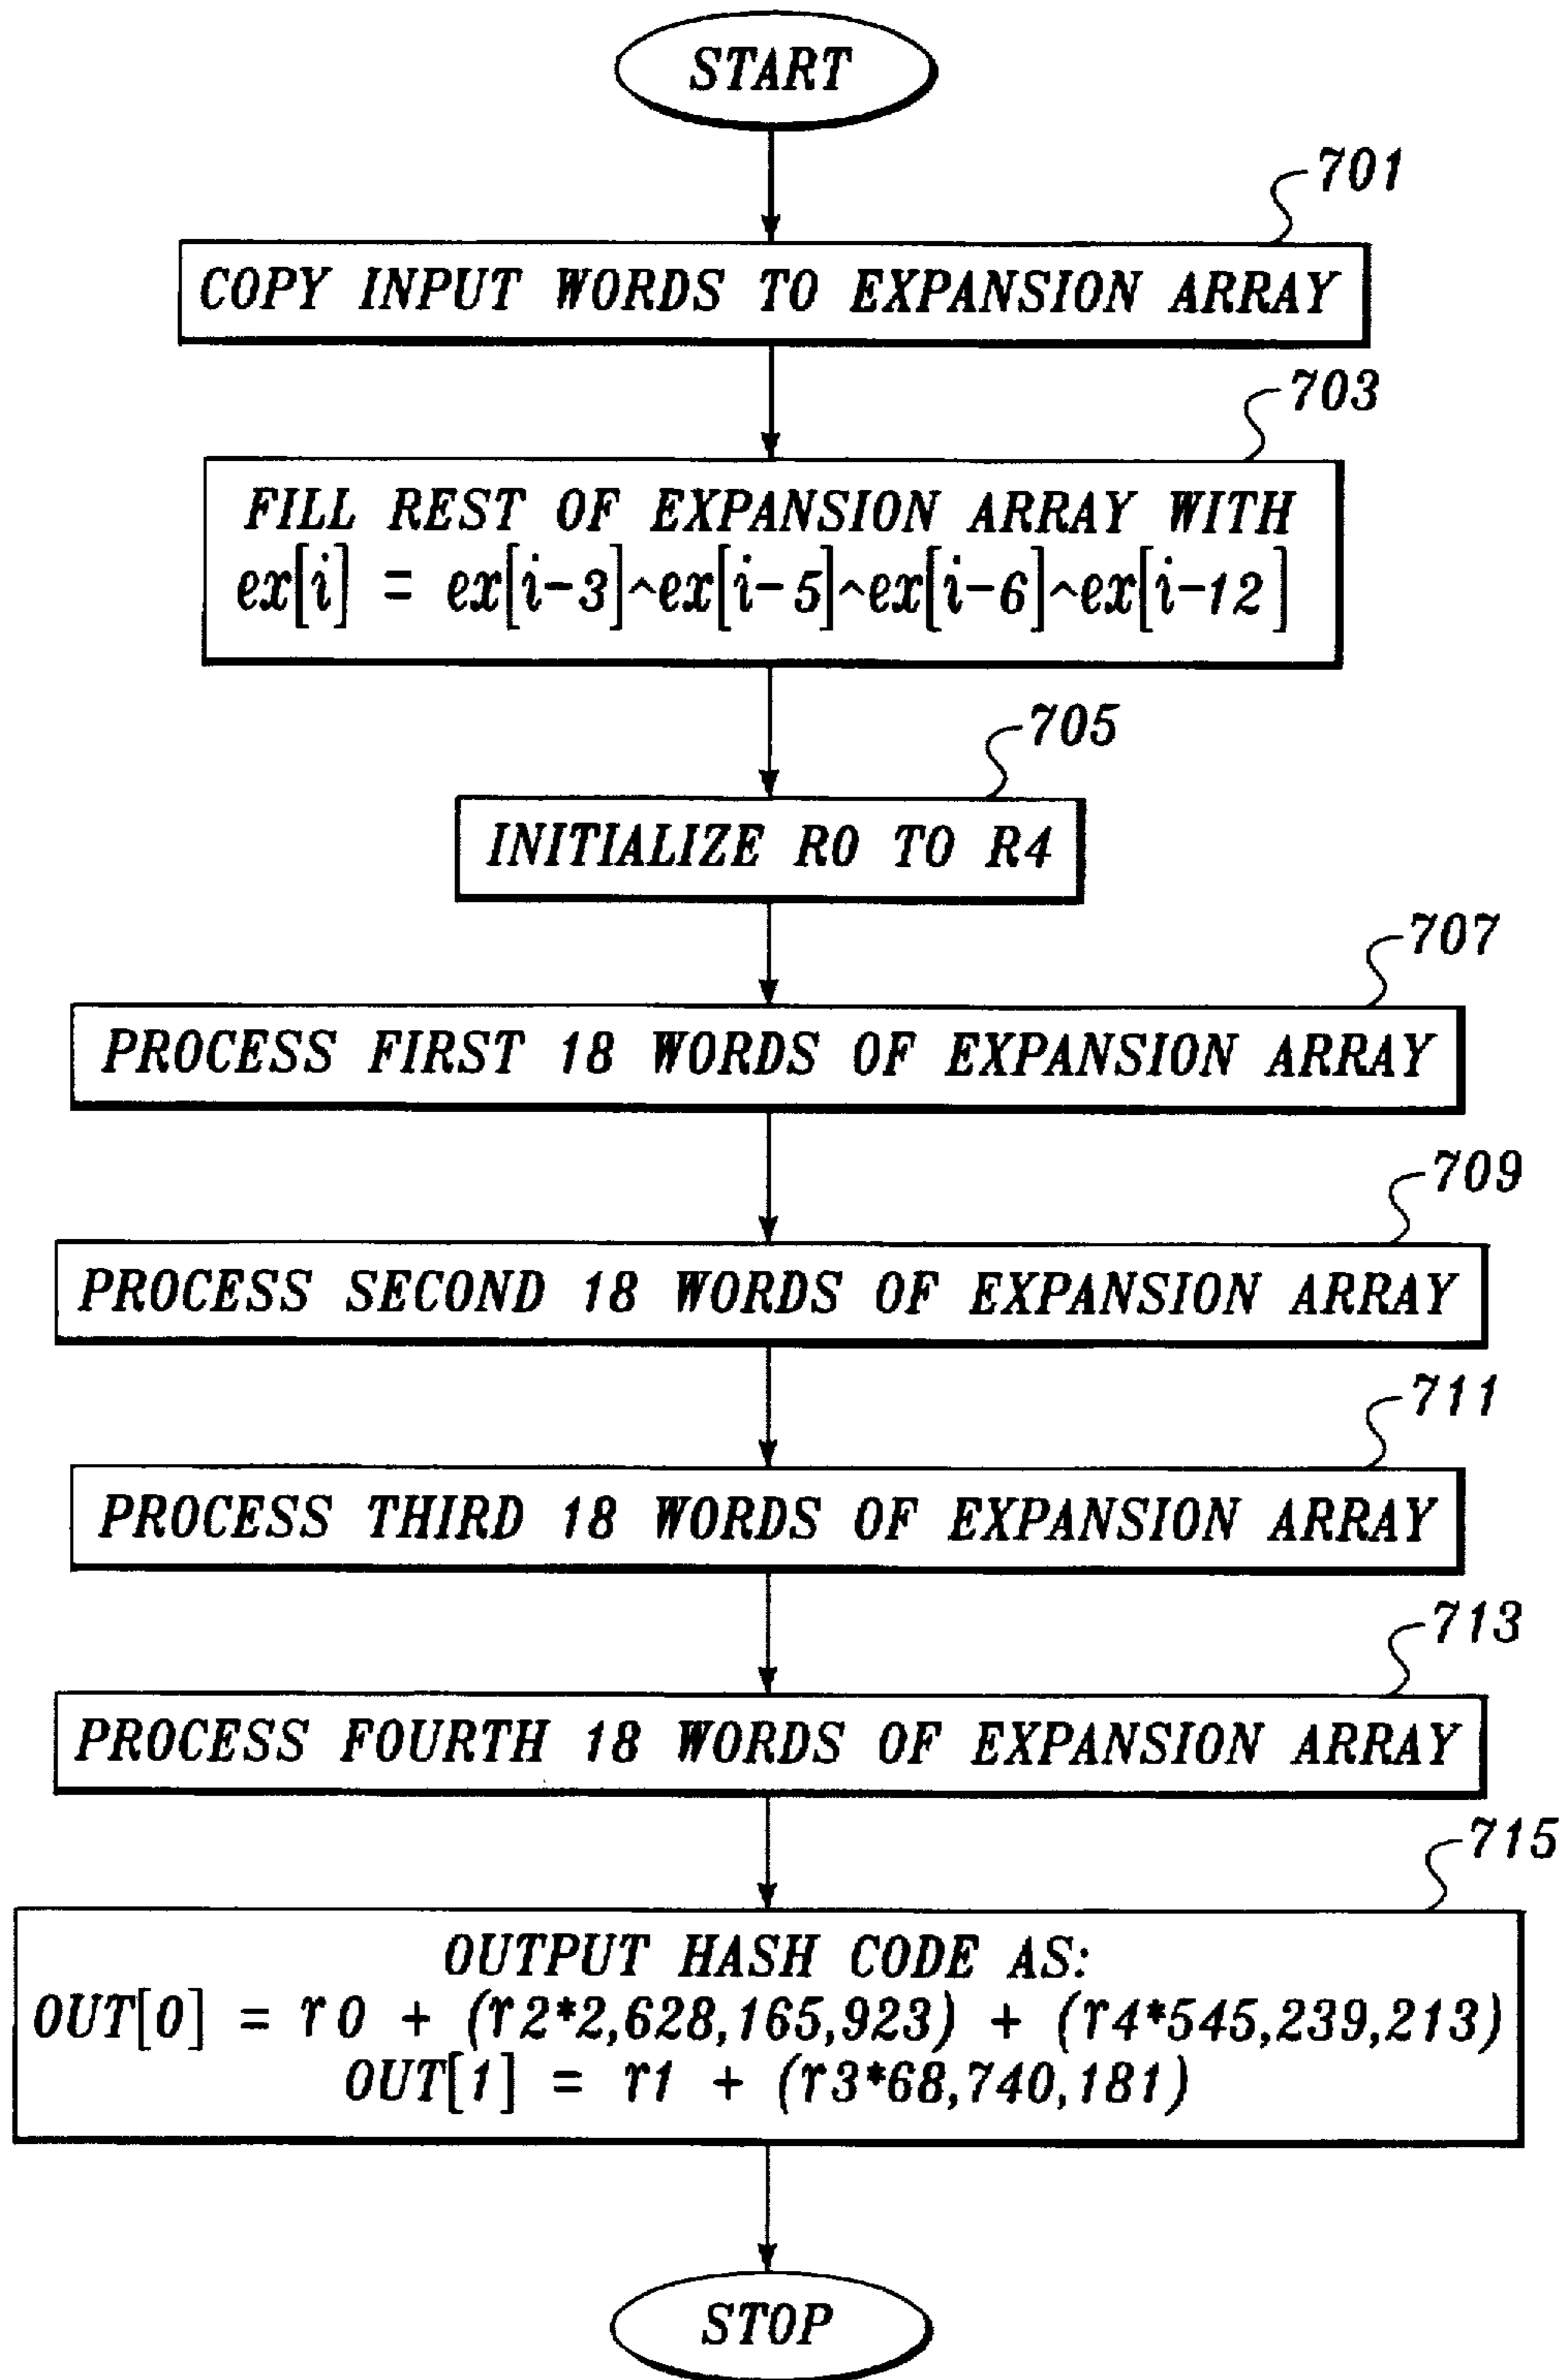 START
701
COPY INPUT WORDS TO EXPANSION ARRAY
703
FILL REST OF EXPANSION ARRAY WITH
ex[i] = ex[i-3]^ex[i-5]^ex[i-6]^ex[i-12]
705
INITIALIZE R0 TO R4
707
PROCESS FIRST 18 WORDS OF EXPANSION ARRAY
709
PROCESS SECOND 18 WORDS OF EXPANSION ARRAY
711
PROCESS THIRD 18 WORDS OF EXPANSION ARRAY
713
PROCESS FOURTH 18 WORDS OF EXPANSION ARRAY
715
OUTPUT HASH CODE AS:
OUT[0] = r0 + (r2*2,628,165,923) + (r4*545,239,213)
OUT[1] = r1 + (r3*68,740,181)
STOP